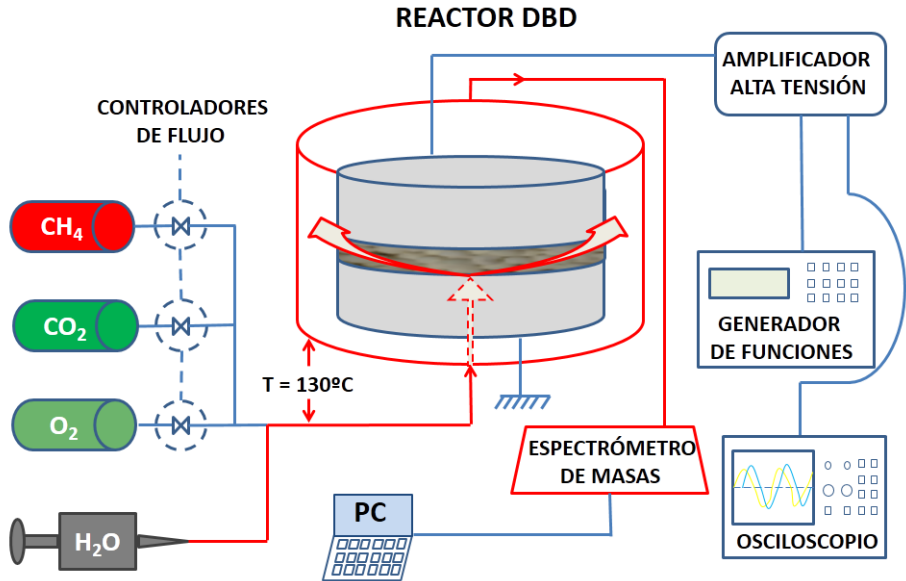 REACTOR DBD
AMPLIFICADOR
ALTA TENSIÓN
CONTROLADORES
DE FLUJO
CH₄
CO₂
GENERADOR
DE FUNCIONES
T = 130ºC
O₂
ESPECTRÓMETRO
DE MASAS
PC
H₂O
OSCILOSCOPIO